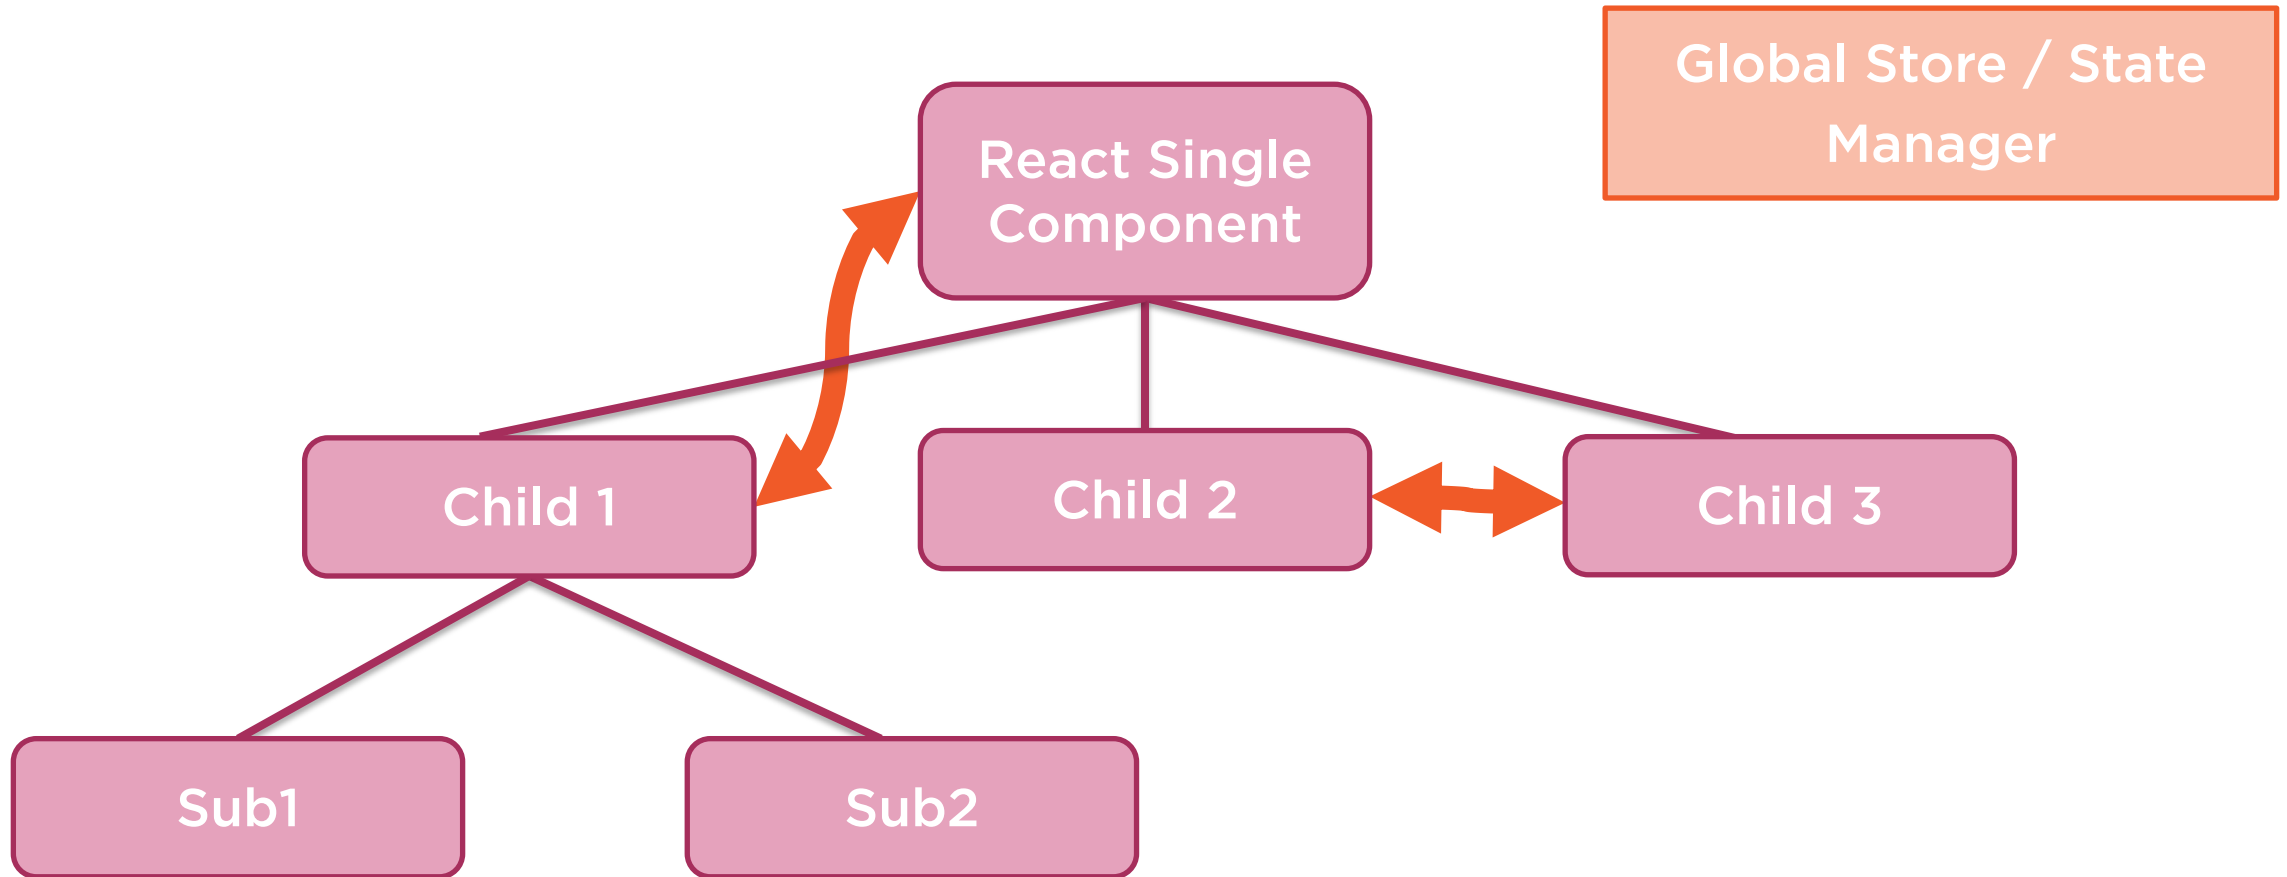 Global Store / State
Manager
React Single
Component
Child 1
Child 2
Child 3
Sub1
Sub2